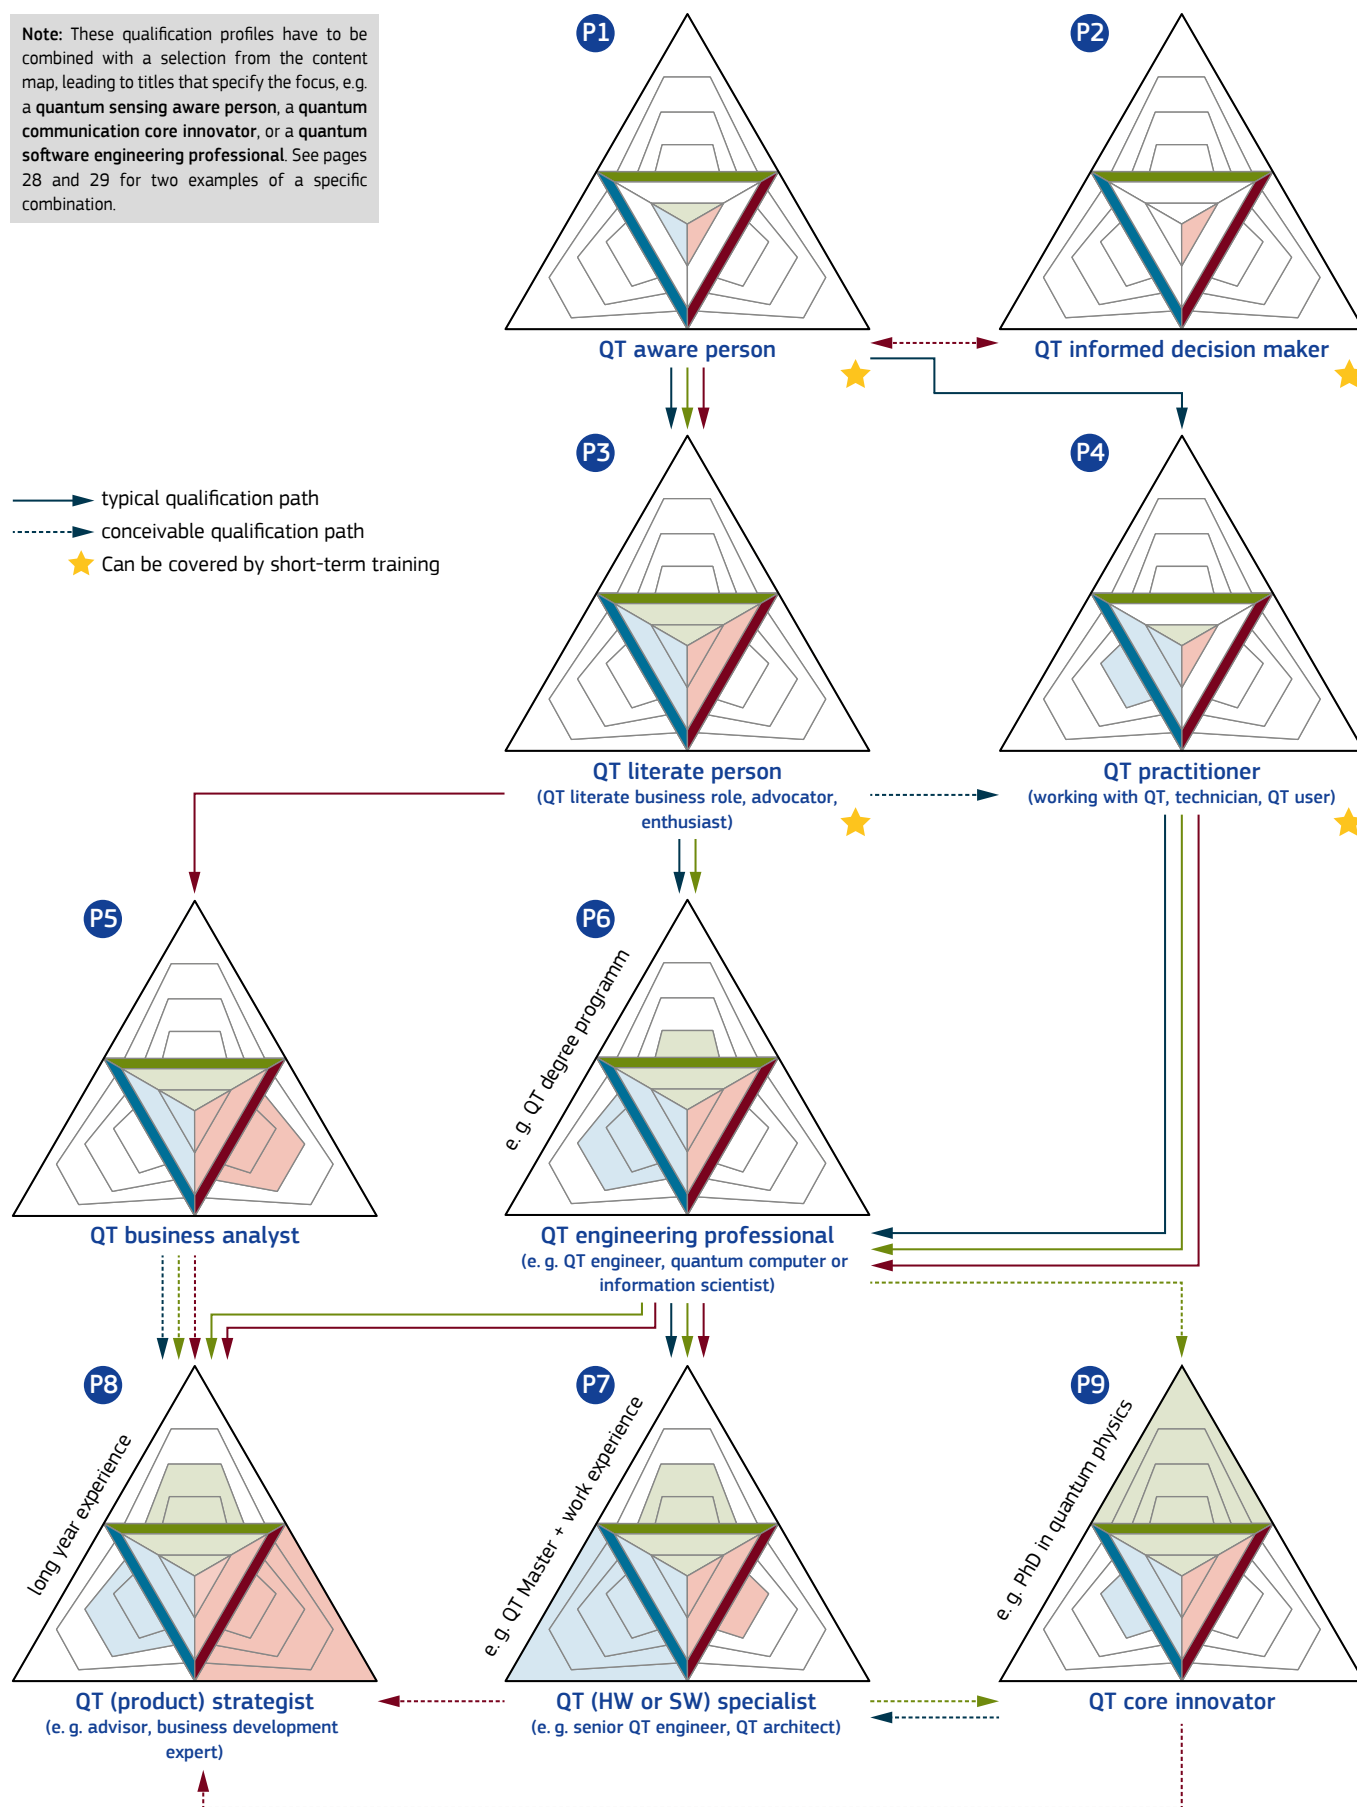 Note: These qualification profiles have to be
combined with a selection from the content
map, leading to titles that specify the focus, e.g.
a quantum sensing aware person, a quantum
communication core innovator, or a quantum
software engineering professional. See pages
28 and 29 for two examples of a specific
combination.
P1
P2
QT aware person
QT informed decision maker
P3
P4
typical qualification path
conceivable qualification path
Can be covered by short-term training
QT literate person
(QT literate business role, advocator,
enthusiast)
QT practitioner
(working with QT, technician, QT user)
P5
P6
e. g. QT degree programm
QT business analyst
QT engineering professional
(e. g. QT engineer, quantum computer or
information scientist)
P8
P7
P9
long year experience
e. g. QT Master + work experience
e. g. PhD in quantum physics
QT (product) strategist
(e. g. advisor, business development
expert)
QT (HW or SW) specialist
(e. g. senior QT engineer, QT architect)
QT core innovator